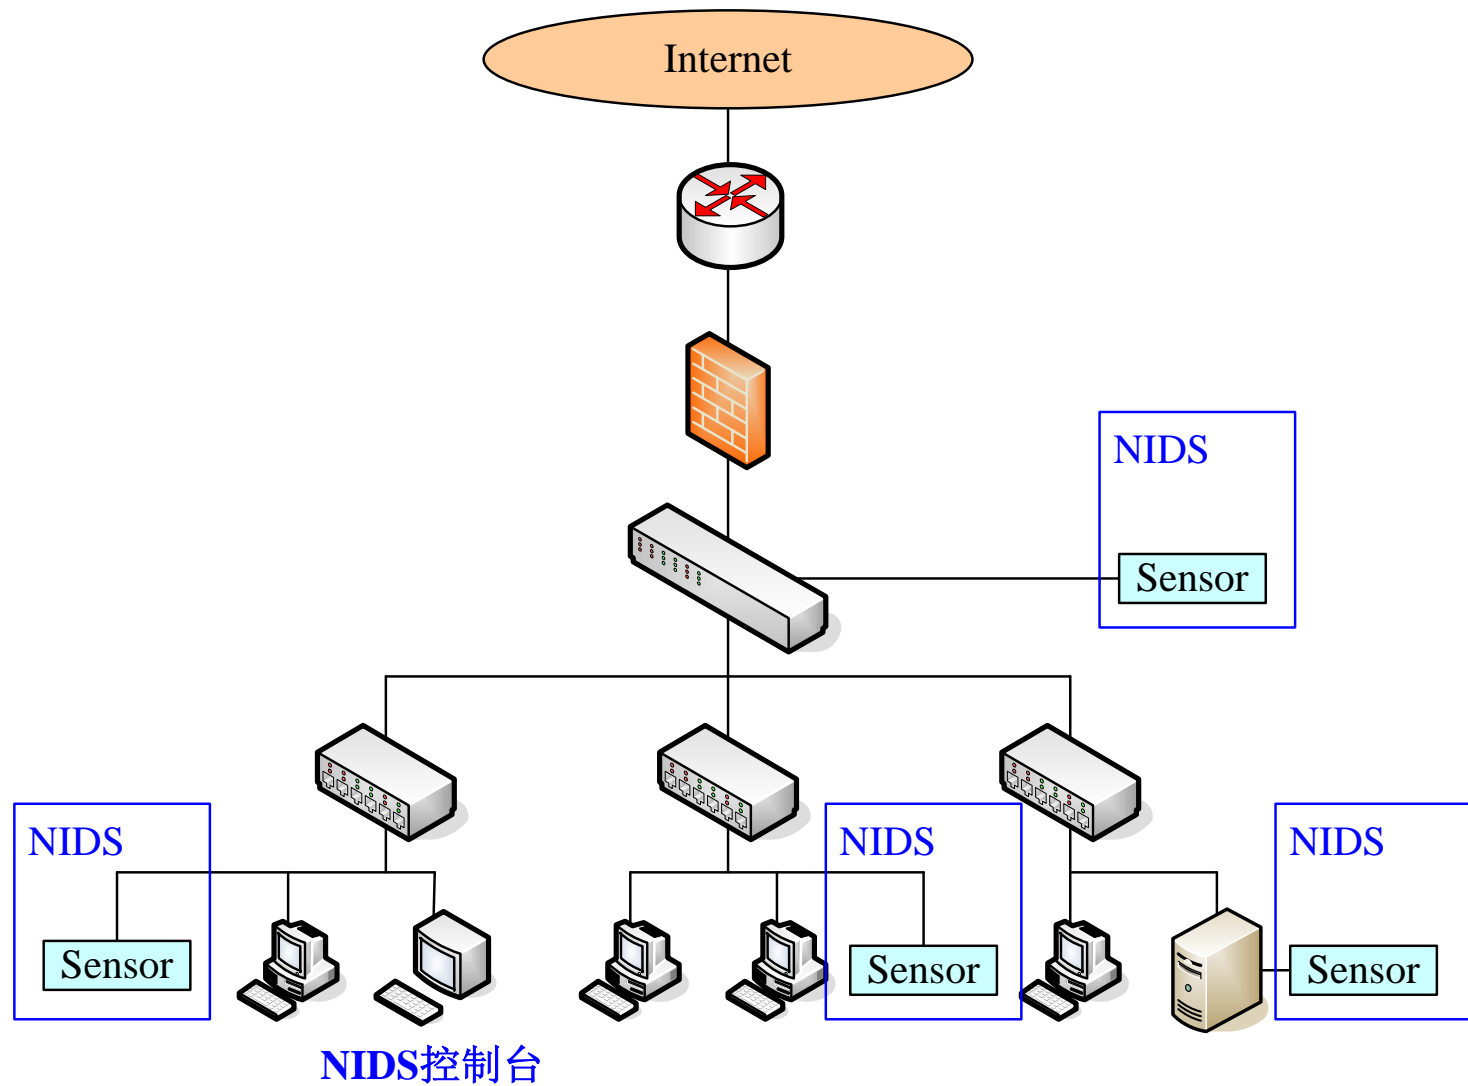 Internet
NIDS
Sensor
NIDS
Sensor
NIDS
Sensor
NIDS
Sensor
NIDS控制台